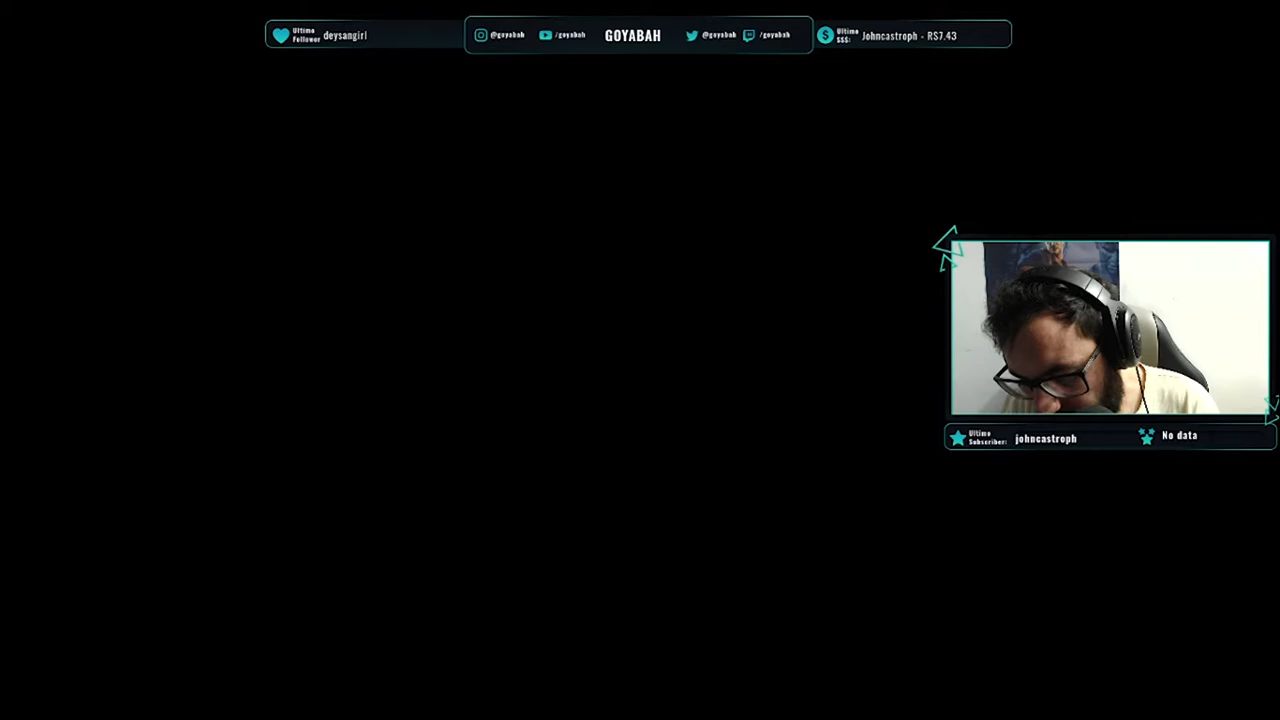 Ultimo
Follower deysangirl
@goyabah /goyabah GOYABAH @goyabah /goyabah
Ultimo
$$$: Johncastroph - R$7.43
Ultimo
Subscriber: johncastroph
No data